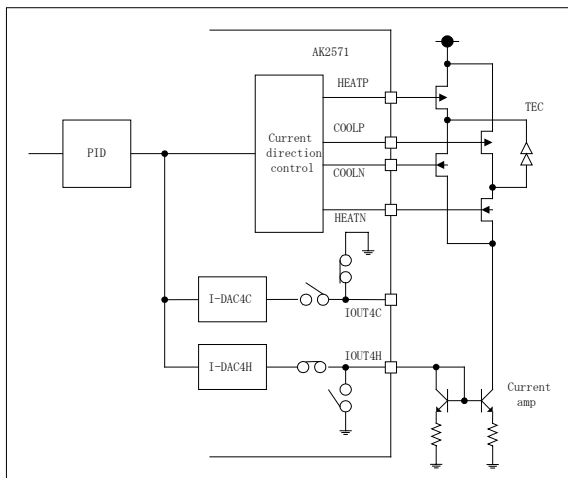 AK2571
HEATP
TEC
COOLP
PID
Current
direction
control
COOLN
HEATN
I-DAC4C
IOUT4C
I-DAC4H
IOUT4H
Current
amp